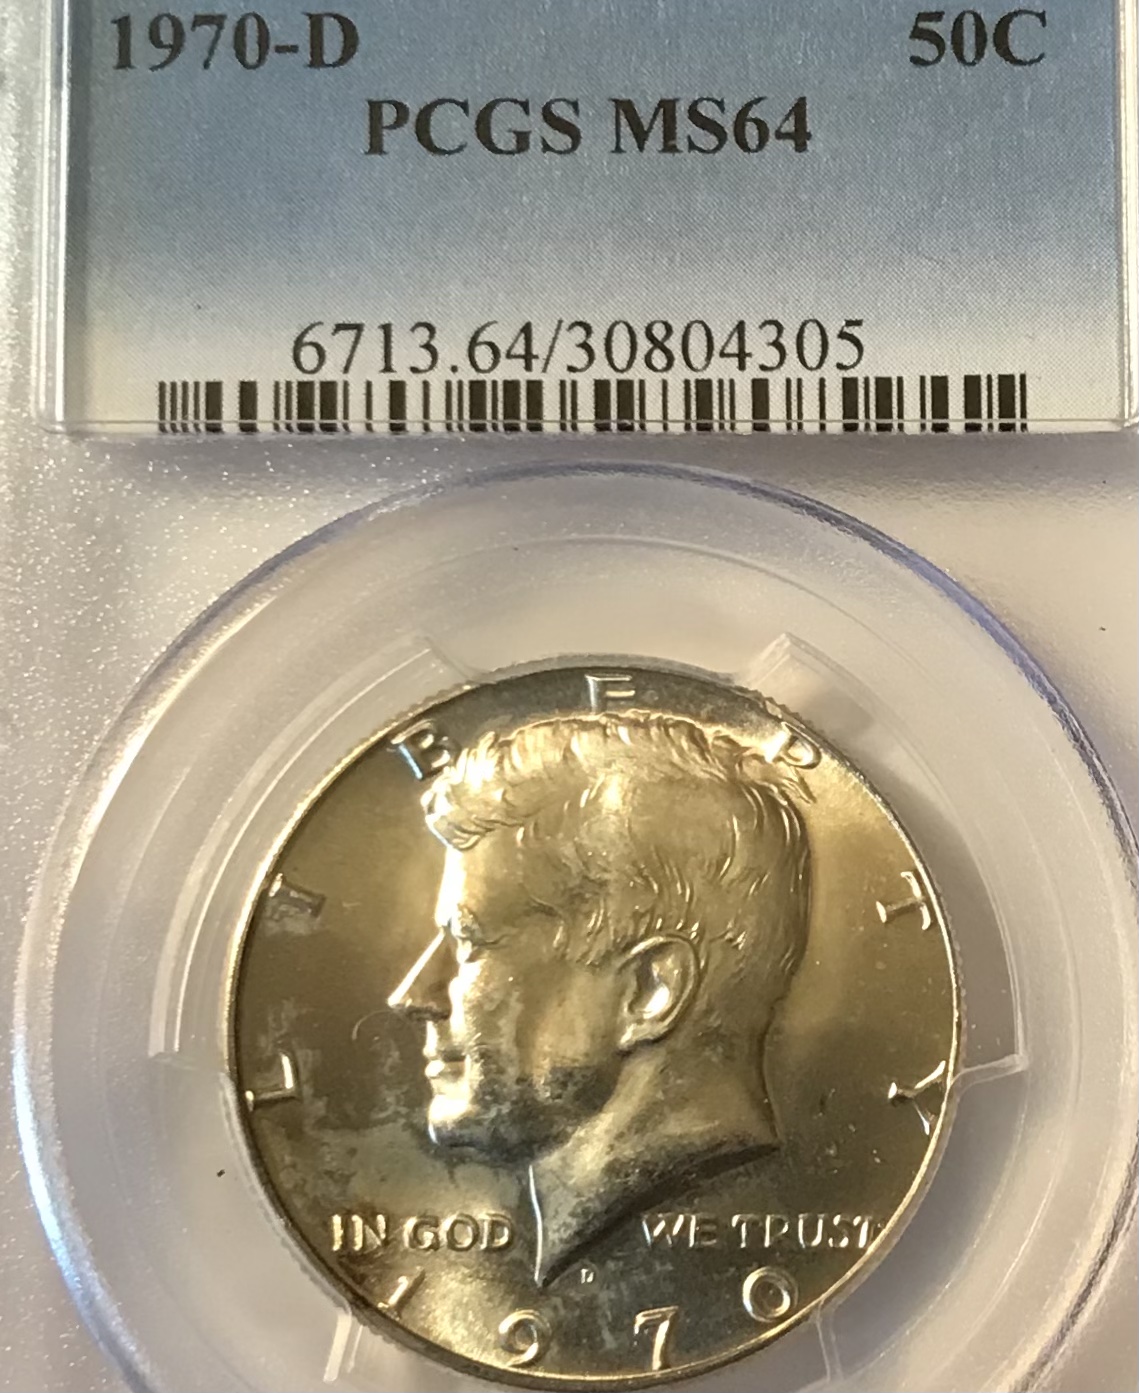 1970-D 50C
PCGS MS64
6713.64/30804305
LIBERTY
IN GOD WE TRUST
D
1970